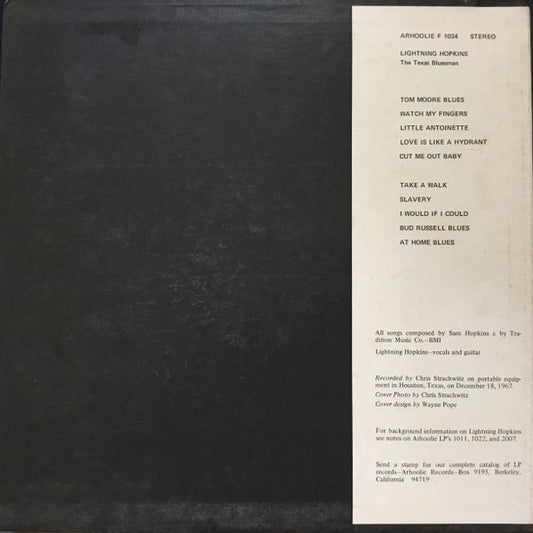 ARHOOLIE F 1034 STEREO
LIGHTNING HOPKINS
The Texas Bluesman
TOM MOORE BLUES
WATCH MY FINGERS
LITTLE ANTOINETTE
LOVE IS LIKE A HYDRANT
CUT ME OUT BABY
TAKE A WALK
SLAVERY
I WOULD IF I COULD
BUD RUSSELL BLUES
AT HOME BLUES
All songs composed by Sam Hopkins c by Tra-
dition Music Co.—BMI
Lightning Hopkins—vocals and guitar
Recorded by Chris Strachwitz on portable equip-
ment in Houston, Texas, on December 18, 1967.
Cover Photo by Chris Strachwitz
Cover design by Wayne Pope
For background information on Lightning Hopkins
see notes on Arhoolie LP's 1011, 1022, and 2007.
Send a stamp for our complete catalog of LP
records—Arhoolie Records—Box 9195, Berkeley,
California 94719